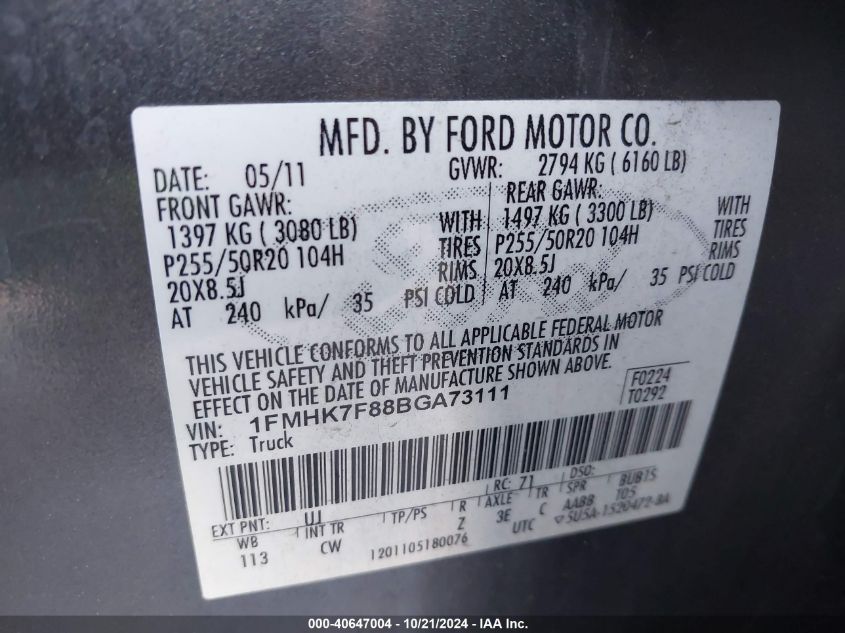 MFD. BY FORD MOTOR CO.
DATE: 05/11 GVWR: 2794 KG ( 6160 LB)
FRONT GAWR: REAR GAWR:
1397 KG ( 3080 LB) WITH 1497 KG ( 3300 LB) WITH
P255/50R20 104H TIRES P255/50R20 104H TIRES
20X8.5J RIMS 20X8.5J RIMS
AT 240 kPa/ 35 PSI COLD AT 240 kPa/ 35 PSI COLD
THIS VEHICLE CONFORMS TO ALL APPLICABLE FEDERAL MOTOR
VEHICLE SAFETY AND THEFT PREVENTION STANDARDS IN
EFFECT ON THE DATE OF MANUFACTURE SHOWN ABOVE.
VIN: 1FMHK7F88BGA73111 F0224
TYPE: Truck T0292
EXT PNT: UJ RC: 71 DSO:
WB INT TR TP/PS R AXLE TR SPR BUBTS
113 CW Z 3E C AABB T05
1201105180076 UTC 5U5A-1520472-BA
000-40647004 - 10/21/2024 - IAA Inc.